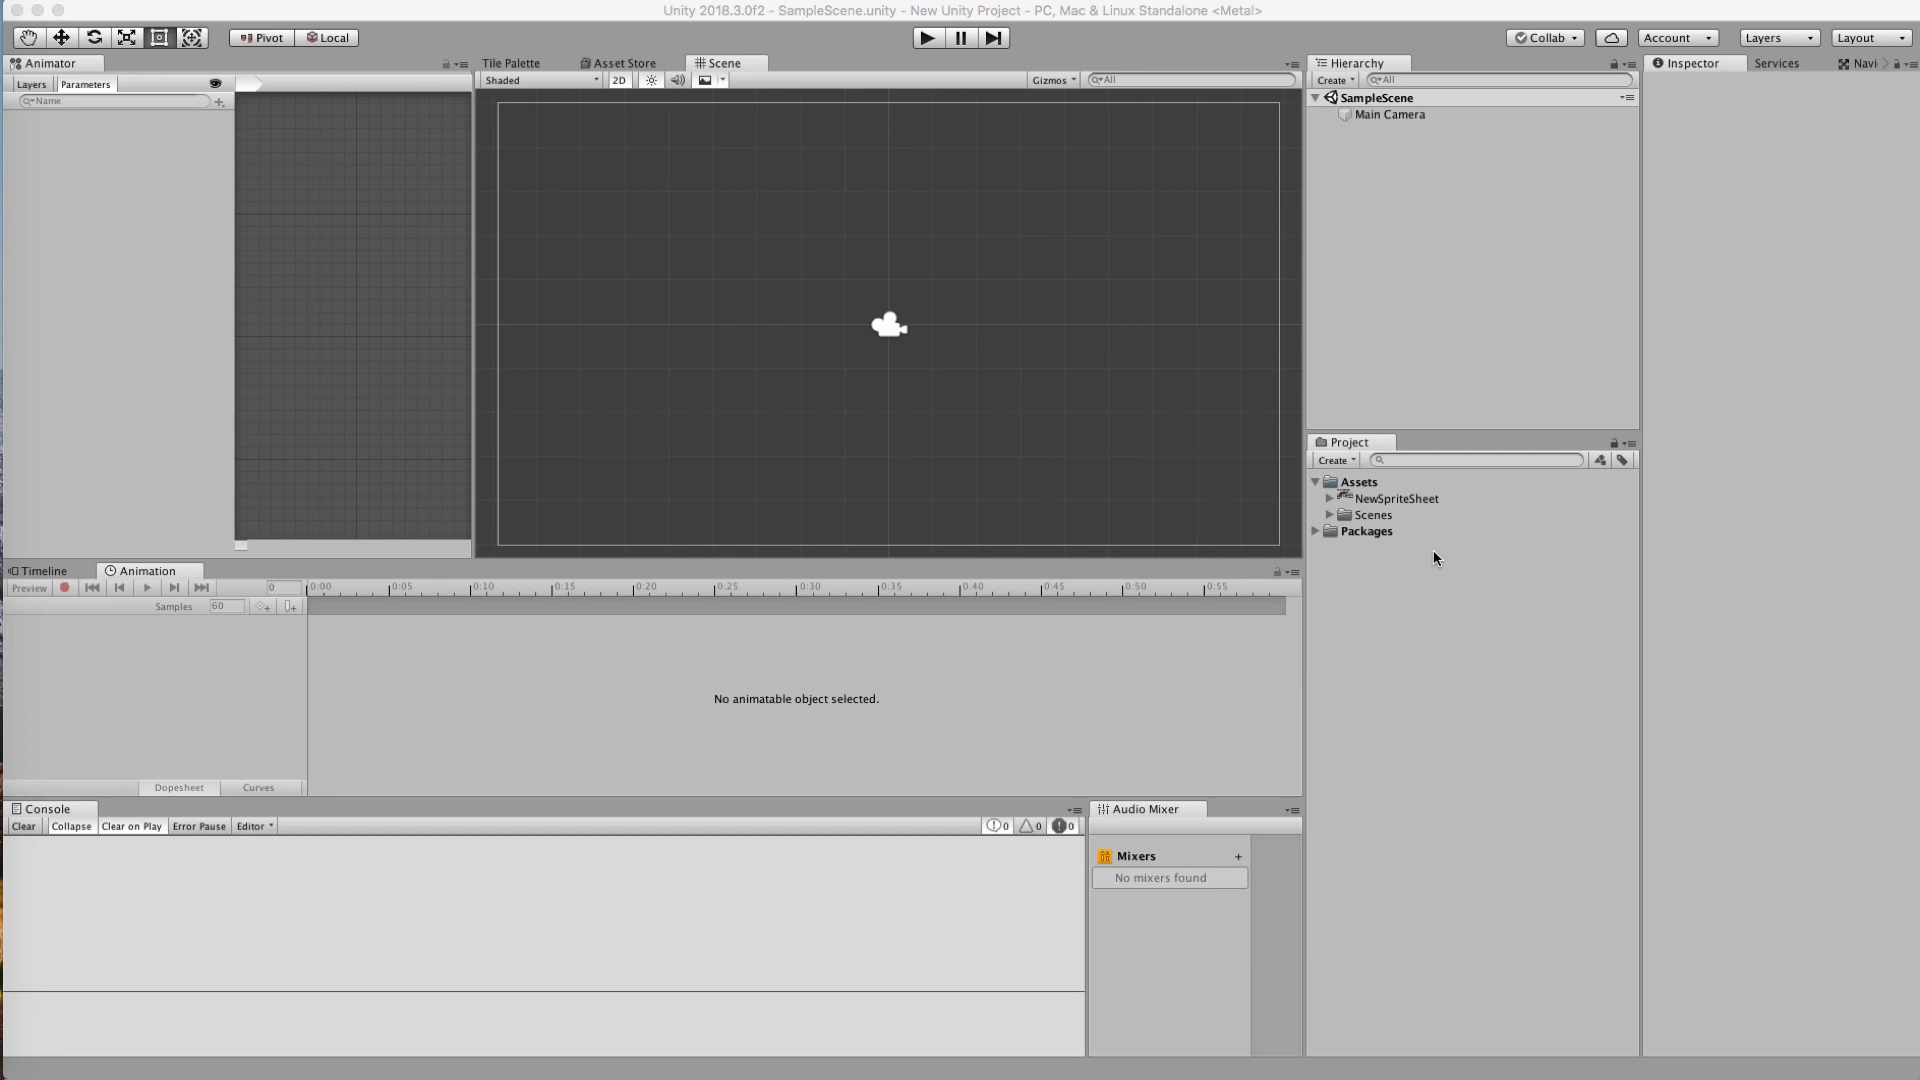 Unity 2018.3.0f2 - SampleScene.unity - New Unity Project - PC, Mac & Linux Standalone <Metal>
Pivot
Local
Collab
Account
Layers
Layout
Animator
Layers
Parameters
Name
Tile Palette
Asset Store
Scene
Shaded
2D
Gizmos
All
Hierarchy
Create
All
SampleScene
Main Camera
Inspector
Services
Navi
Project
Create
Assets
NewSpriteSheet
Scenes
Packages
Timeline
Animation
Preview
0
0:00
0:05
0:10
0:15
0:20
0:25
0:30
0:35
0:40
0:45
0:50
0:55
Samples
60
No animatable object selected.
Dopesheet
Curves
Console
Clear
Collapse
Clear on Play
Error Pause
Editor
0
0
0
Audio Mixer
Mixers
No mixers found